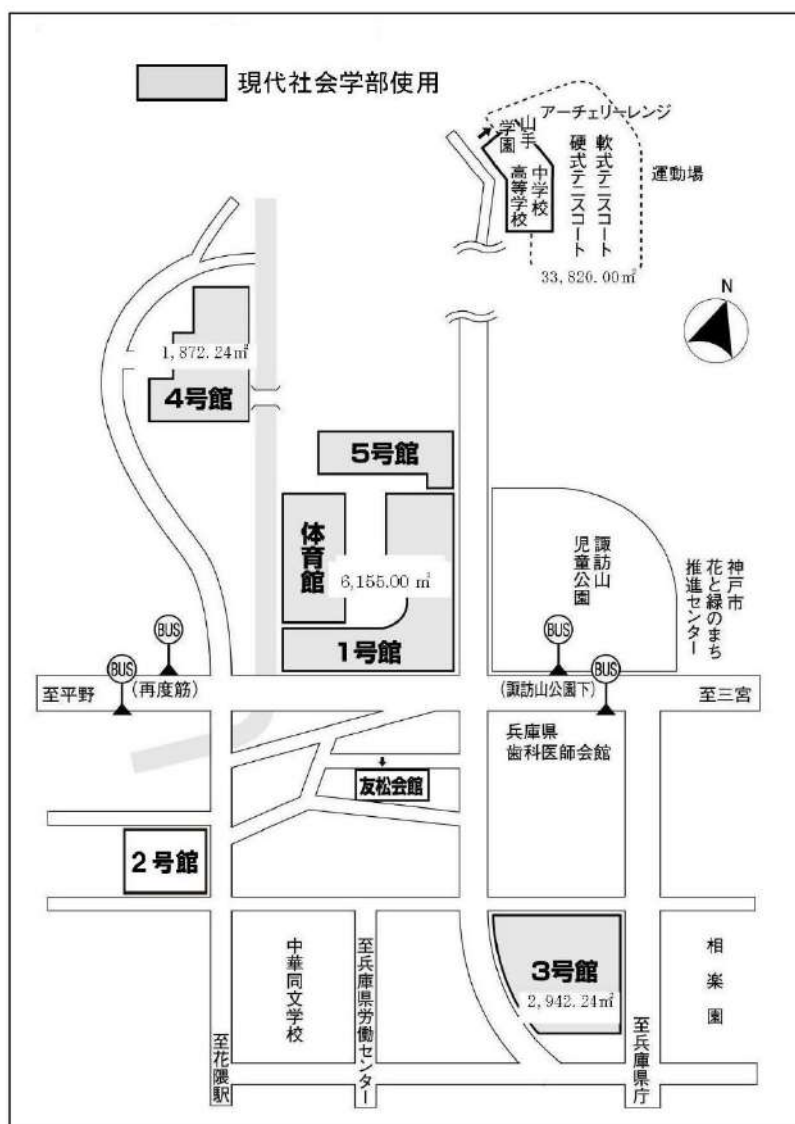 現代社会学部使用
アーチェリーレンジ
山手
学園
中学校
高等学校
軟式テニスコート
硬式テニスコート
運動場
33,820.00㎡
N
1,872.24㎡
4号館
5号館
体育館
6,155.00 ㎡
1号館
諏訪山
児童公園
神戸市
花と緑のまち
推進センター
BUS
BUS
BUS
BUS
至平野
(再度筋)
(諏訪山公園下)
至三宮
兵庫県
歯科医師会館
友松会館
2号館
3号館
2,942.24㎡
中華同文学校
相楽園
至花隈駅
至兵庫県労働センター
至兵庫県庁